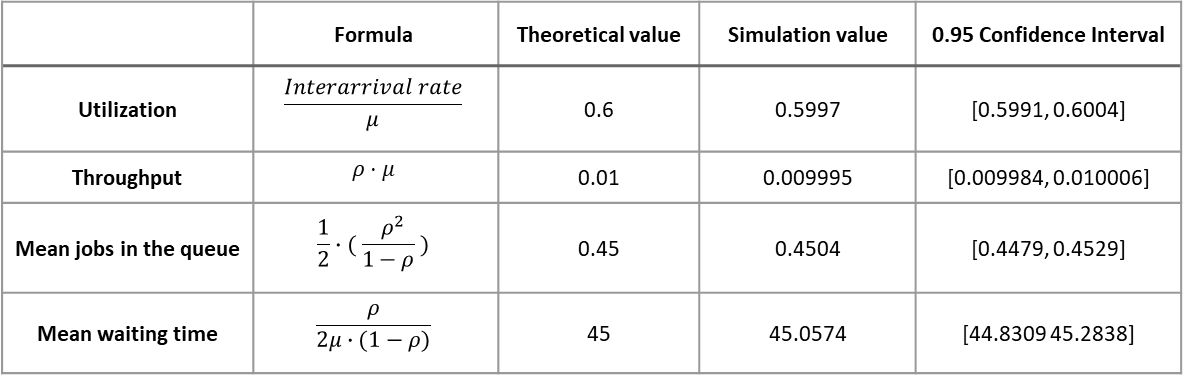 Formula Theoretical value Simulation value 0.95 Confidence Interval
Utilization Interarrival rate / μ 0.6 0.5997 [0.5991, 0.6004]
Throughput ρ · μ 0.01 0.009995 [0.009984, 0.010006]
Mean jobs in the queue 1/2 · (ρ²/1 − ρ) 0.45 0.4504 [0.4479, 0.4529]
Mean waiting time ρ / 2μ · (1 − ρ) 45 45.0574 [44.8309 45.2838]